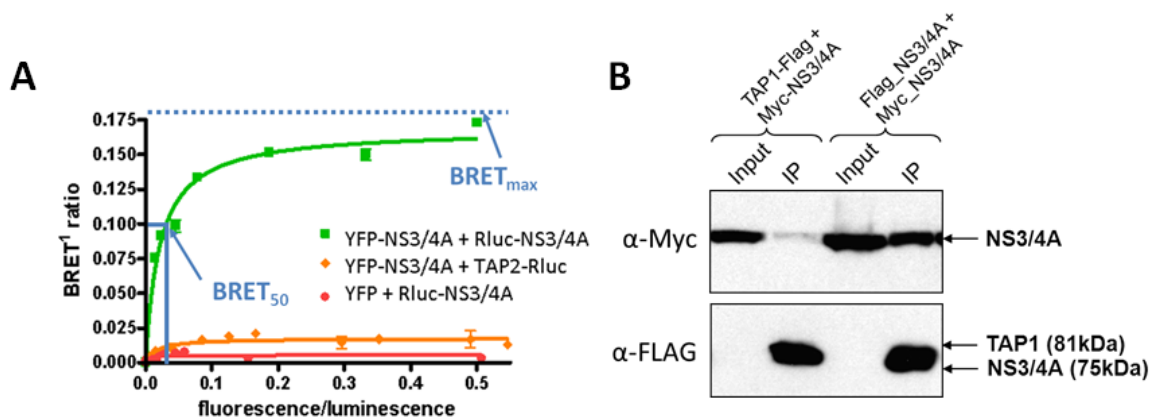 A
BRET¹ ratio
0.175
0.150
0.125
0.100
0.075
0.050
0.025
0.000
0.0
0.1
0.2
0.3
0.4
0.5
fluorescence/luminescence
BRETmax
BRET50
YFP-NS3/4A + Rluc-NS3/4A
YFP-NS3/4A + TAP2-Rluc
YFP + Rluc-NS3/4A
B
TAP1-Flag +
Myc-NS3/4A
Flag_NS3/4A +
Myc_NS3/4A
Input
IP
Input
IP
α-Myc
NS3/4A
α-FLAG
TAP1 (81kDa)
NS3/4A (75kDa)